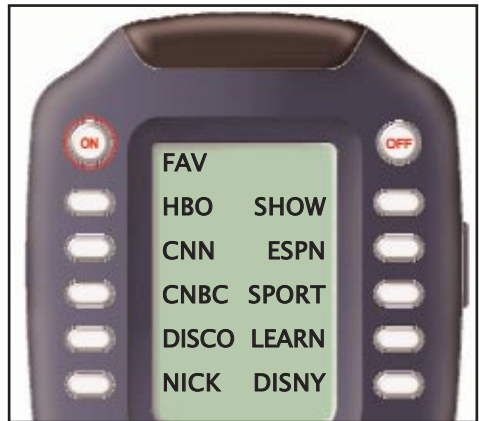 ON
OFF
FAV
HBO SHOW
CNN ESPN
CNBC SPORT
DISCO LEARN
NICK DISNY